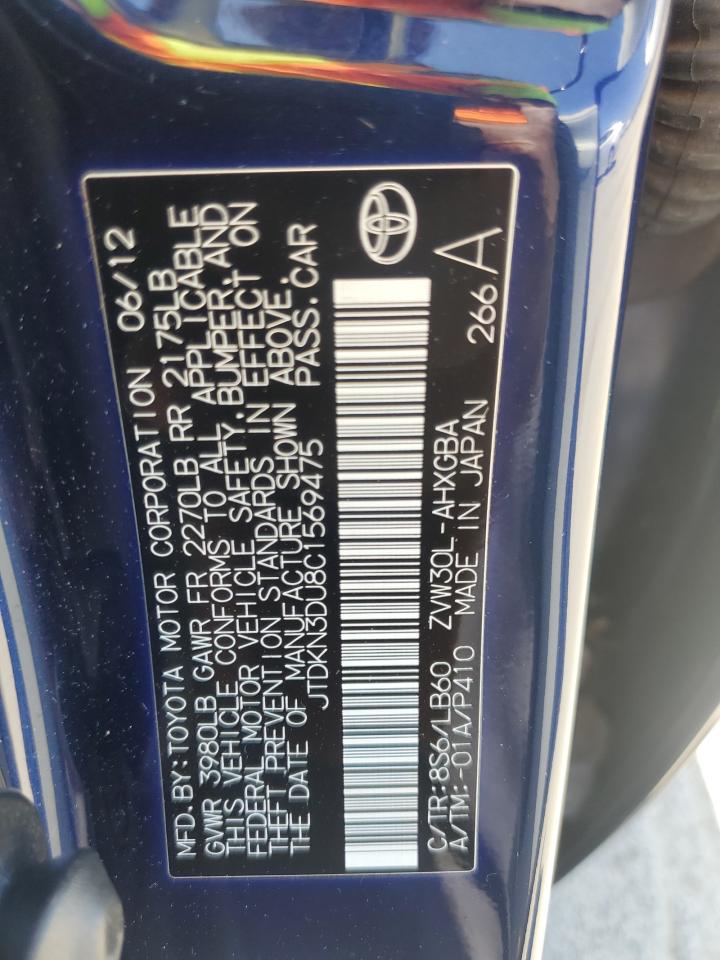 MFD.BY:TOYOTA MOTOR CORPORATION 06/12
GVWR 3980LB GAWR FR 2270LB RR 2175LB
THIS VEHICLE CONFORMS TO ALL APPLICABLE
FEDERAL MOTOR VEHICLE SAFETY,BUMPER,AND
THEFT PREVENTION STANDARDS IN EFFECT ON
THE DATE OF MANUFACTURE SHOWN ABOVE.
JTDKN3DU8C1569475 PASS.CAR
C/TR:8S6/LB60 ZVW30L-AHXGBA
A/TM:-01A/P410 MADE IN JAPAN 266 A